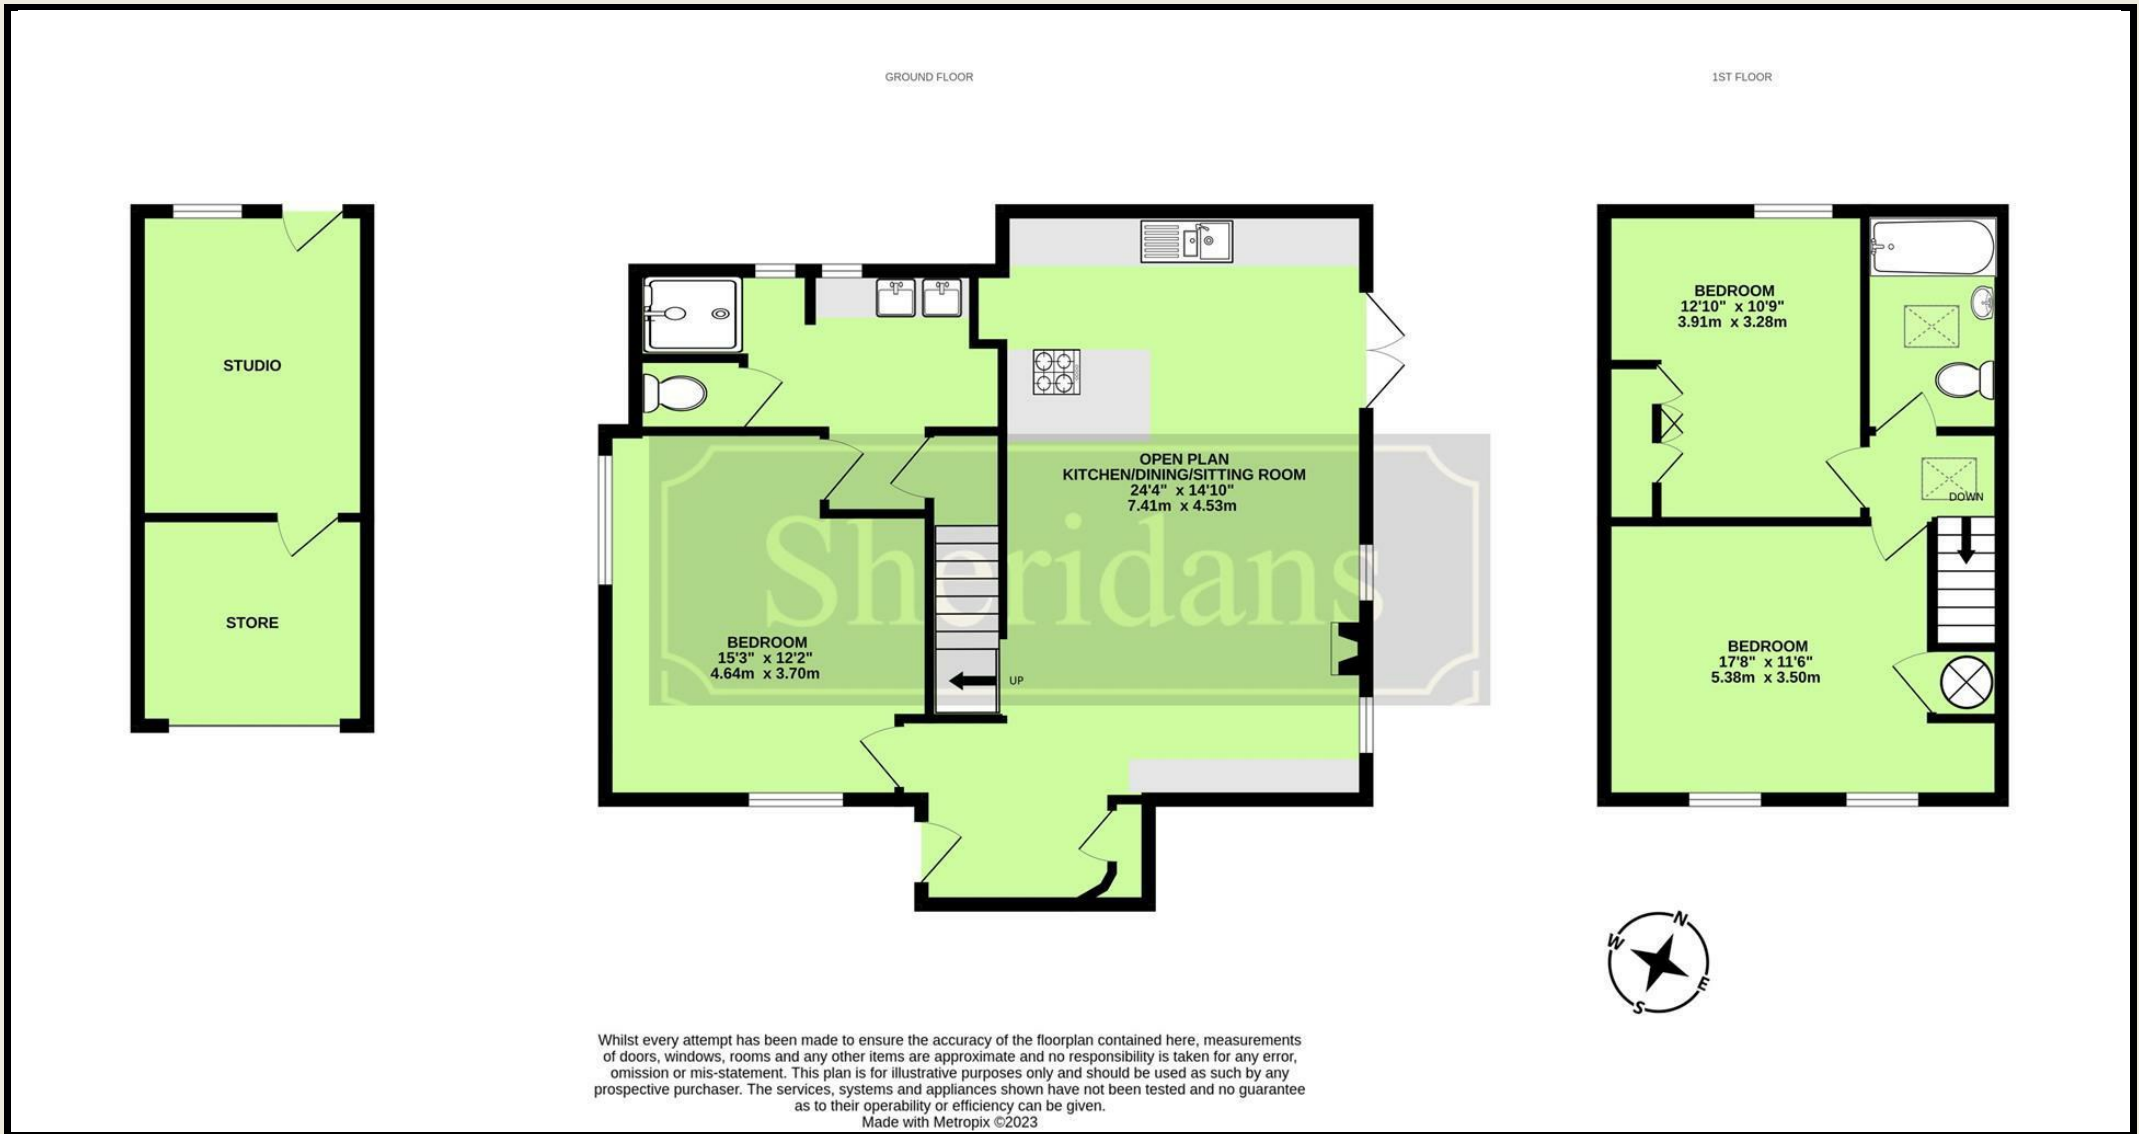 GROUND FLOOR
1ST FLOOR
STUDIO
STORE
BEDROOM
15'3" x 12'2"
4.64m x 3.70m
UP
OPEN PLAN
KITCHEN/DINING/SITTING ROOM
24'4" x 14'10"
7.41m x 4.53m
Sheridans
BEDROOM
12'10" x 10'9"
3.91m x 3.28m
DOWN
BEDROOM
17'8" x 11'6"
5.38m x 3.50m
N
W
E
S
Whilst every attempt has been made to ensure the accuracy of the floorplan contained here, measurements
of doors, windows, rooms and any other items are approximate and no responsibility is taken for any error,
omission or mis-statement. This plan is for illustrative purposes only and should be used as such by any
prospective purchaser. The services, systems and appliances shown have not been tested and no guarantee
as to their operability or efficiency can be given.
Made with Metropix ©2023